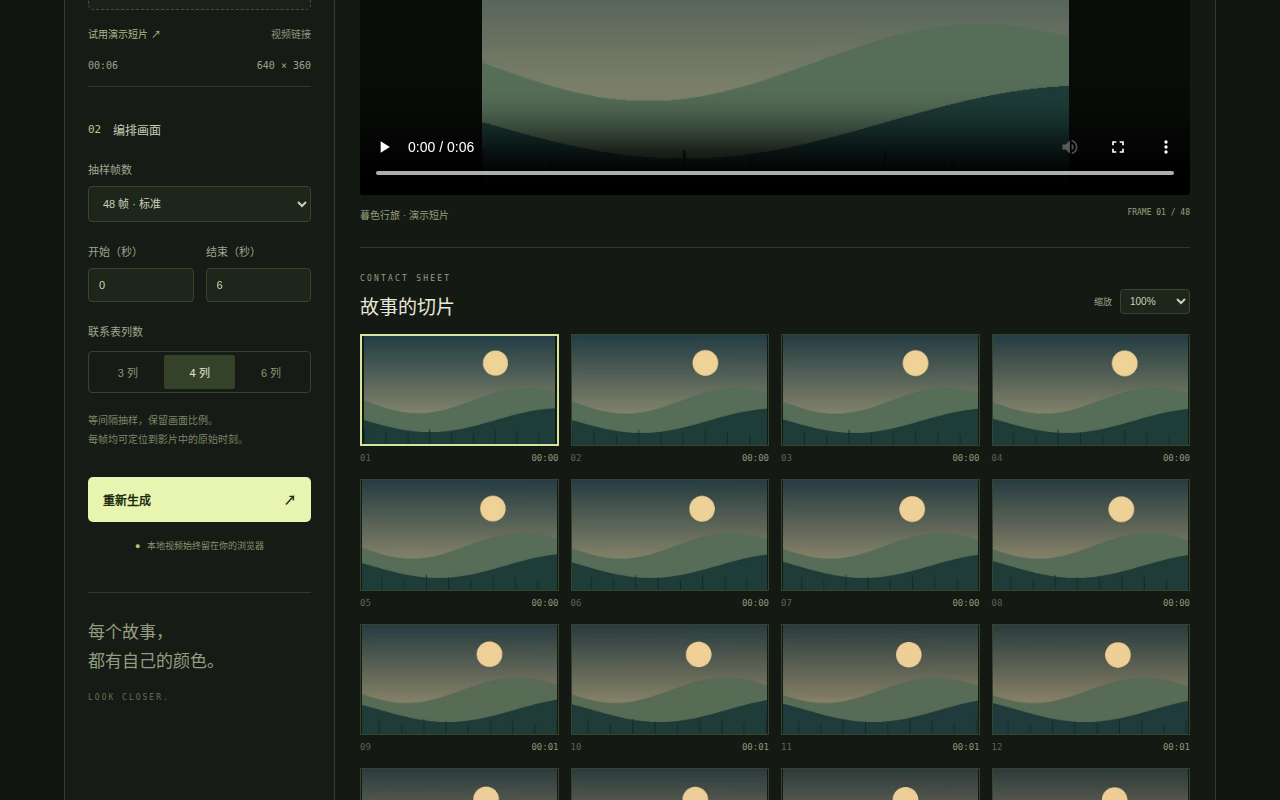 试用演示短片 ↗ 视频链接
00:06 640 × 360
02 编排画面
抽样帧数
48 帧 · 标准
开始（秒） 结束（秒）
0 6
联系表列数
3 列 4 列 6 列
等间隔抽样，保留画面比例。
每帧均可定位到影片中的原始时刻。
重新生成 ↗
本地视频始终留在你的浏览器
每个故事，
都有自己的颜色。
LOOK CLOSER.
0:00 / 0:06
暮色行旅 · 演示短片 FRAME 01 / 48
CONTACT SHEET
故事的切片
缩放 100%
01 00:00 02 00:00 03 00:00 04 00:00
05 00:00 06 00:00 07 00:00 08 00:00
09 00:01 10 00:01 11 00:01 12 00:01